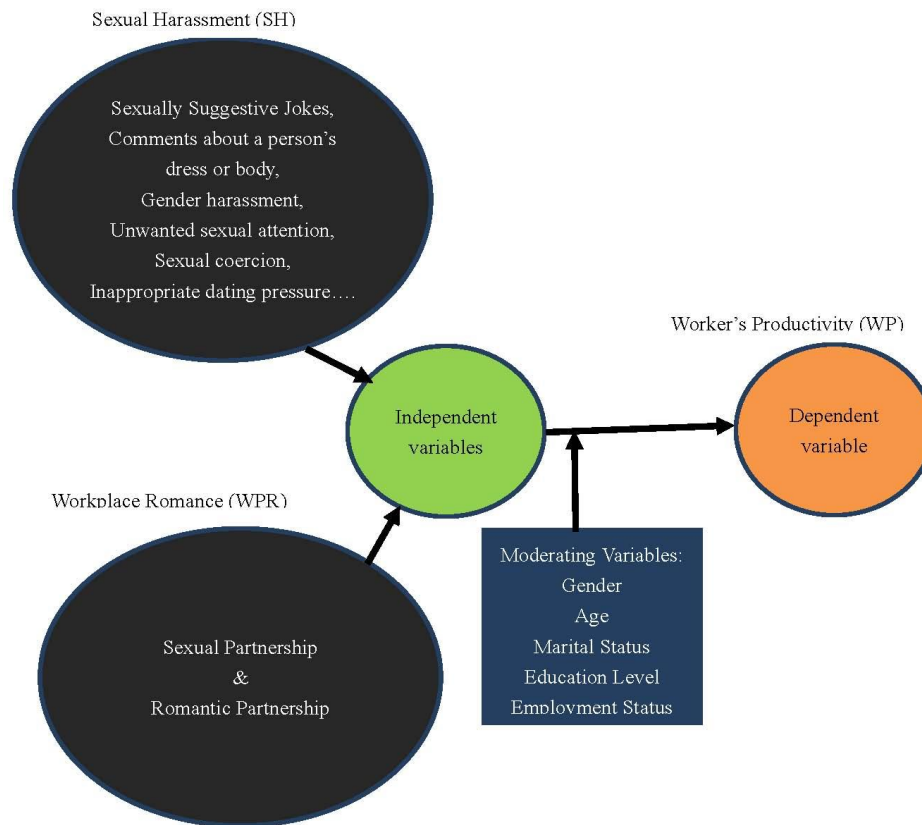 Sexual Harassment (SH)
Sexually Suggestive Jokes,
Comments about a person’s
dress or body,
Gender harassment,
Unwanted sexual attention,
Sexual coercion,
Inappropriate dating pressure….
Worker’s Productivity (WP)
Independent
variables
Dependent
variable
Workplace Romance (WPR)
Sexual Partnership
&
Romantic Partnership
Moderating Variables:
Gender
Age
Marital Status
Education Level
Employment Status